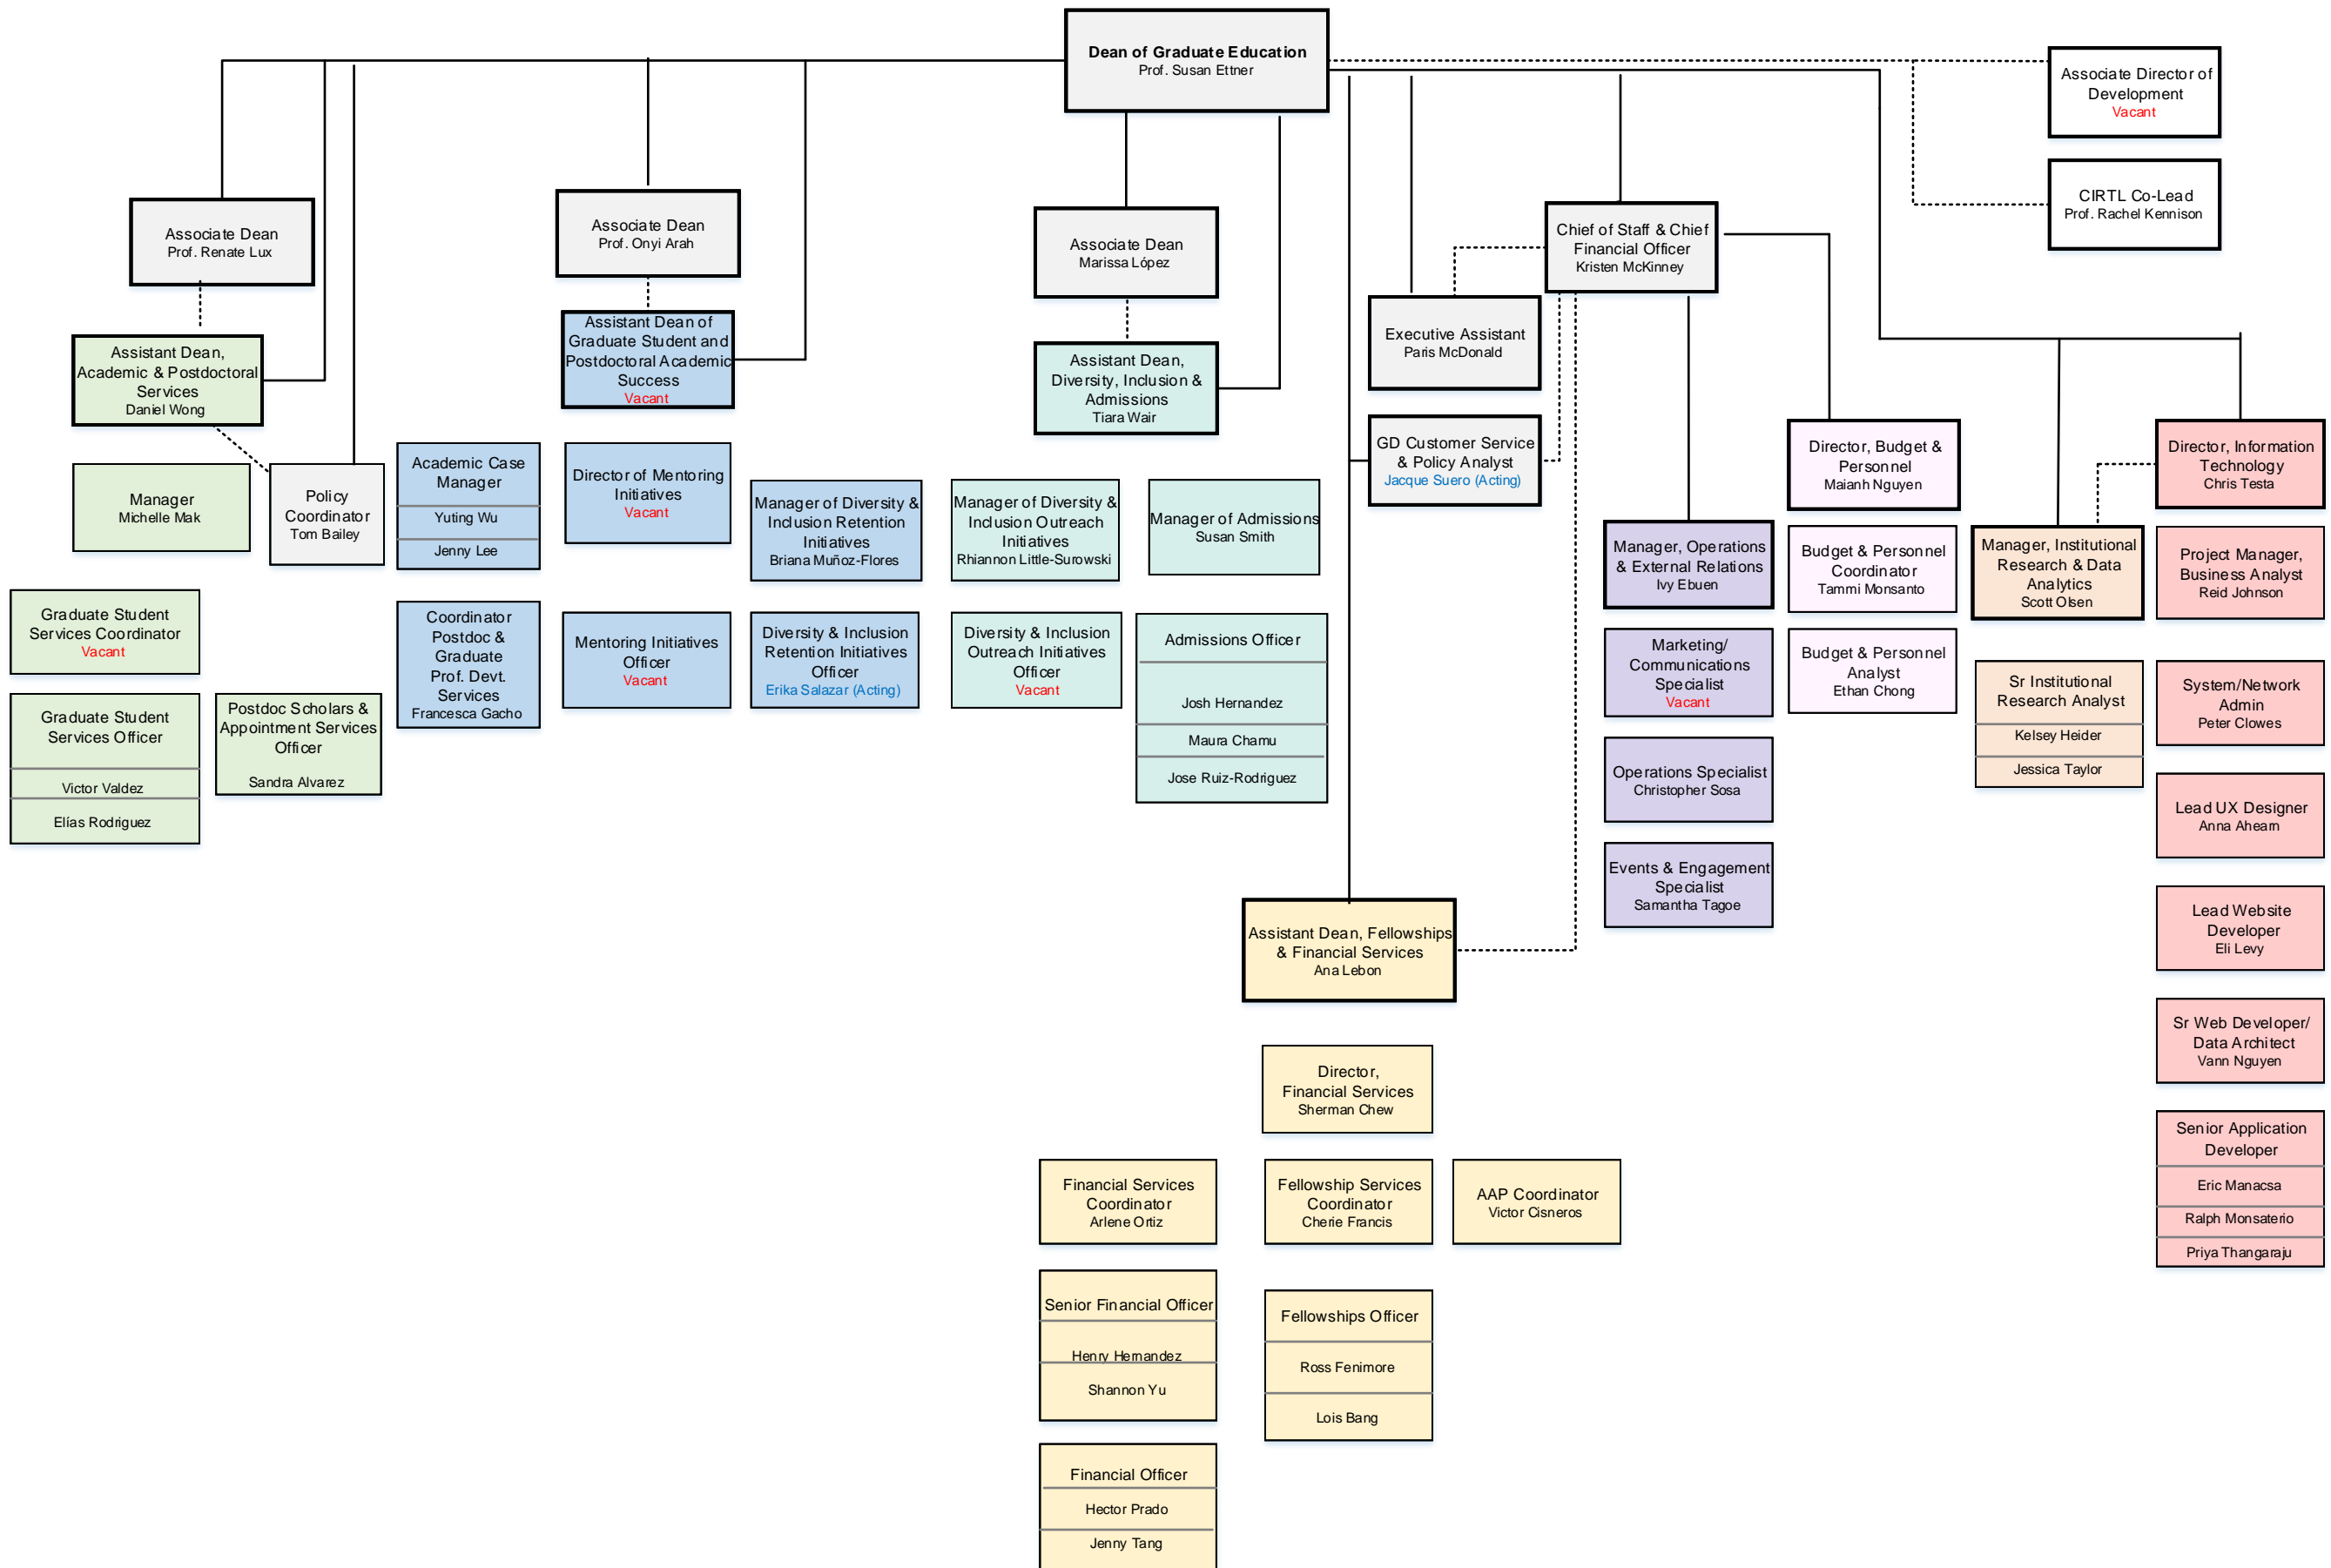 Dean of Graduate Education
Prof. Susan Ettner
Associate Director of
Development
Vacant
CIRTL Co-Lead
Prof. Rachel Kennison
Associate Dean
Prof. Renate Lux
Associate Dean
Prof. Onyi Arah
Associate Dean
Marissa López
Chief of Staff & Chief
Financial Officer
Kristen McKinney
Executive Assistant
Paris McDonald
Assistant Dean,
Academic & Postdoctoral
Services
Daniel Wong
Assistant Dean of
Graduate Student and
Postdoctoral Academic
Success
Vacant
Assistant Dean,
Diversity, Inclusion &
Admissions
Tiara Wair
GD Customer Service
& Policy Analyst
Jacque Suero (Acting)
Director, Budget &
Personnel
Maianh Nguyen
Director, Information
Technology
Chris Testa
Manager
Michelle Mak
Policy
Coordinator
Tom Bailey
Academic Case
Manager
Yuting Wu
Jenny Lee
Director of Mentoring
Initiatives
Vacant
Manager of Diversity &
Inclusion Retention
Initiatives
Briana Muñoz-Flores
Manager of Diversity &
Inclusion Outreach
Initiatives
Rhiannon Little-Surowski
Manager of Admissions
Susan Smith
Manager, Operations
& External Relations
Ivy Ebuen
Budget & Personnel
Coordinator
Tammi Monsanto
Manager, Institutional
Research & Data
Analytics
Scott Olsen
Project Manager,
Business Analyst
Reid Johnson
Graduate Student
Services Coordinator
Vacant
Coordinator
Postdoc &
Graduate
Prof. Devt.
Services
Francesca Gacho
Mentoring Initiatives
Officer
Vacant
Diversity & Inclusion
Retention Initiatives
Officer
Erika Salazar (Acting)
Diversity & Inclusion
Outreach Initiatives
Officer
Vacant
Admissions Officer
Josh Hernandez
Maura Chamu
Jose Ruiz-Rodriguez
Marketing/
Communications
Specialist
Vacant
Budget & Personnel
Analyst
Ethan Chong
Sr Institutional
Research Analyst
Kelsey Heider
Jessica Taylor
System/Network
Admin
Peter Clowes
Graduate Student
Services Officer
Victor Valdez
Elías Rodriguez
Postdoc Scholars &
Appointment Services
Officer
Sandra Alvarez
Operations Specialist
Christopher Sosa
Lead UX Designer
Anna Ahearn
Events & Engagement
Specialist
Samantha Tagoe
Lead Website
Developer
Eli Levy
Assistant Dean, Fellowships
& Financial Services
Ana Lebon
Sr Web Developer/
Data Architect
Vann Nguyen
Director,
Financial Services
Sherman Chew
Senior Application
Developer
Eric Manacsa
Ralph Monsaterio
Priya Thangaraju
Financial Services
Coordinator
Arlene Ortiz
Fellowship Services
Coordinator
Cherie Francis
AAP Coordinator
Victor Cisneros
Senior Financial Officer
Henry Hernandez
Shannon Yu
Fellowships Officer
Ross Fenimore
Lois Bang
Financial Officer
Hector Prado
Jenny Tang